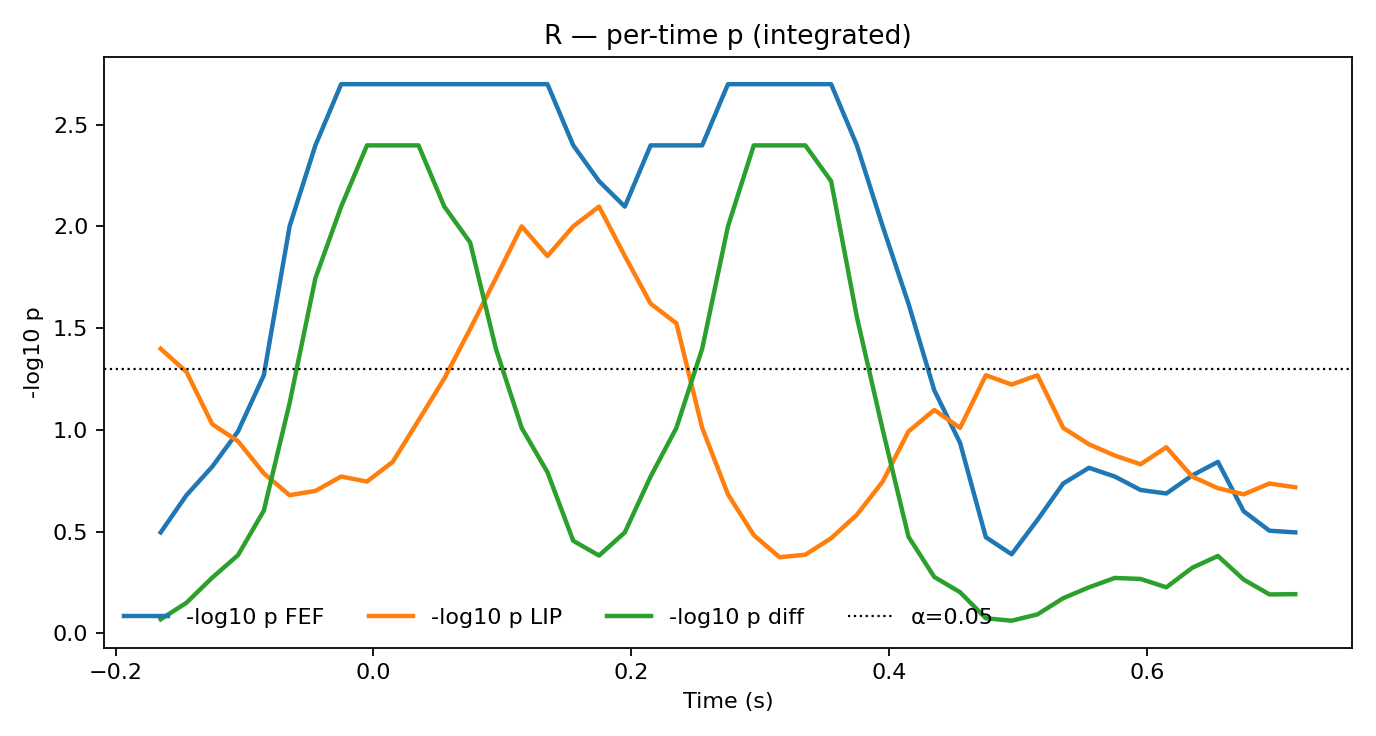 R — per-time p (integrated)
-log10 p
2.5
2.0
1.5
1.0
0.5
0.0
-log10 p FEF -log10 p LIP -log10 p diff α=0.05
−0.2 0.0 0.2 0.4 0.6
Time (s)